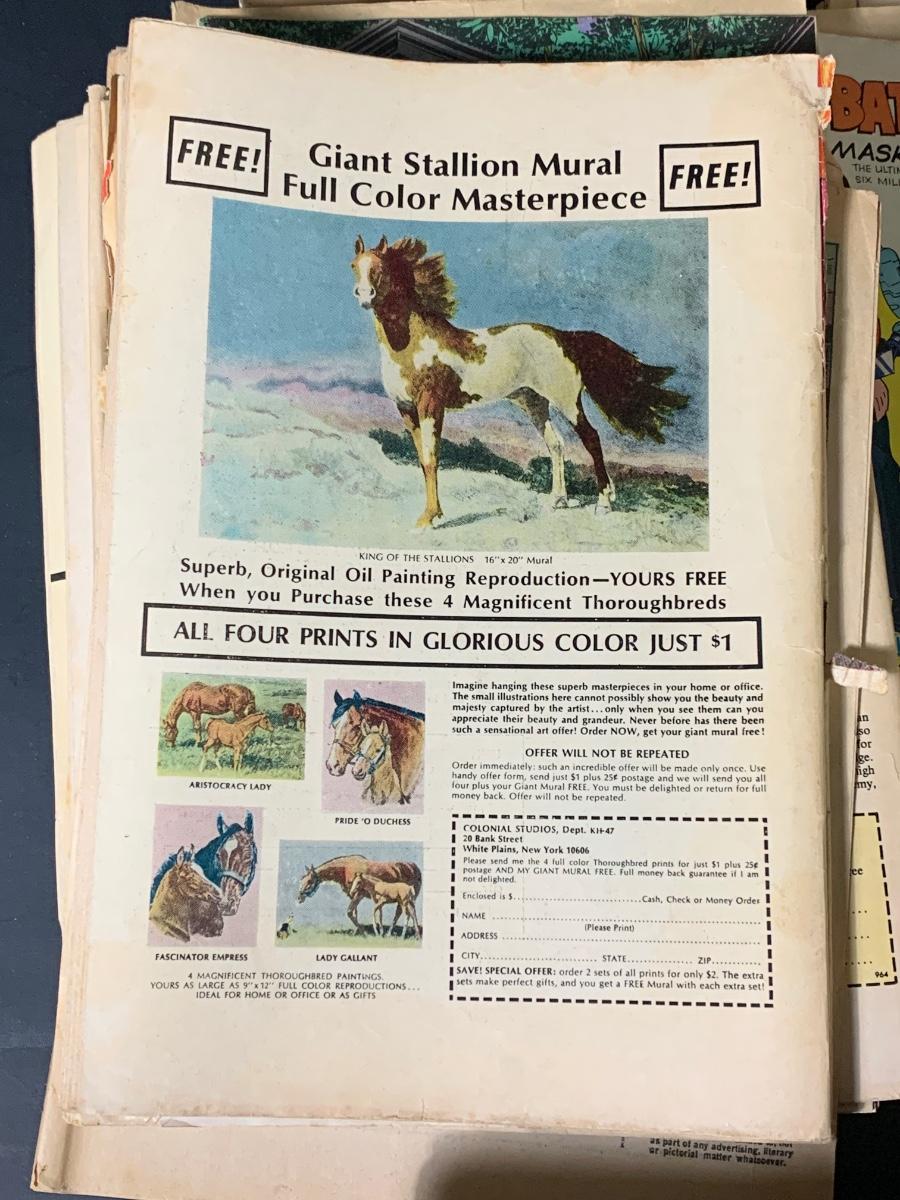 FREE!
Giant Stallion Mural
Full Color Masterpiece
FREE!
KING OF THE STALLIONS 16"x 20" Mural
Superb, Original Oil Painting Reproduction—YOURS FREE
When you Purchase these 4 Magnificent Thoroughbreds
ALL FOUR PRINTS IN GLORIOUS COLOR JUST $1
ARISTOCRACY LADY
PRIDE 'O DUCHESS
FASCINATOR EMPRESS
LADY GALLANT
4 MAGNIFICENT THOROUGHBRED PAINTINGS.
YOURS AS LARGE AS 9"x 12" FULL COLOR REPRODUCTIONS...
IDEAL FOR HOME OR OFFICE OR AS GIFTS
Imagine hanging these superb masterpieces in your home or office.
The small illustrations here cannot possibly show you the beauty and
majesty captured by the artist...only when you see them can you
appreciate their beauty and grandeur. Never before has there been
such a sensational art offer! Order NOW, get your giant mural free!
OFFER WILL NOT BE REPEATED
Order immediately: such an incredible offer will be made only once. Use
handy offer form, send just $1 plus 25¢ postage and we will send you all
four plus your Giant Mural FREE. You must be delighted or return for full
money back. Offer will not be repeated.
COLONIAL STUDIOS, Dept. KH-47
20 Bank Street
White Plains, New York 10606
Please send me the 4 full color Thoroughbred prints for just $1 plus 25¢
postage AND MY GIANT MURAL FREE. Full money back guarantee if I am
not delighted.
Enclosed is $..............................Cash, Check or Money Order
NAME ..............................
(Please Print)
ADDRESS ..............................
CITY.............................. STATE.................... ZIP............
SAVE! SPECIAL OFFER: order 2 sets of all prints for only $2. The extra
sets make perfect gifts, and you get a FREE Mural with each extra set!
BAT
MASK
THE ULTI
SIX MIL
an
so
for
ge.
igh
my,
ee
964
as part of any advertising, literary
or pictorial matter whatsoever.